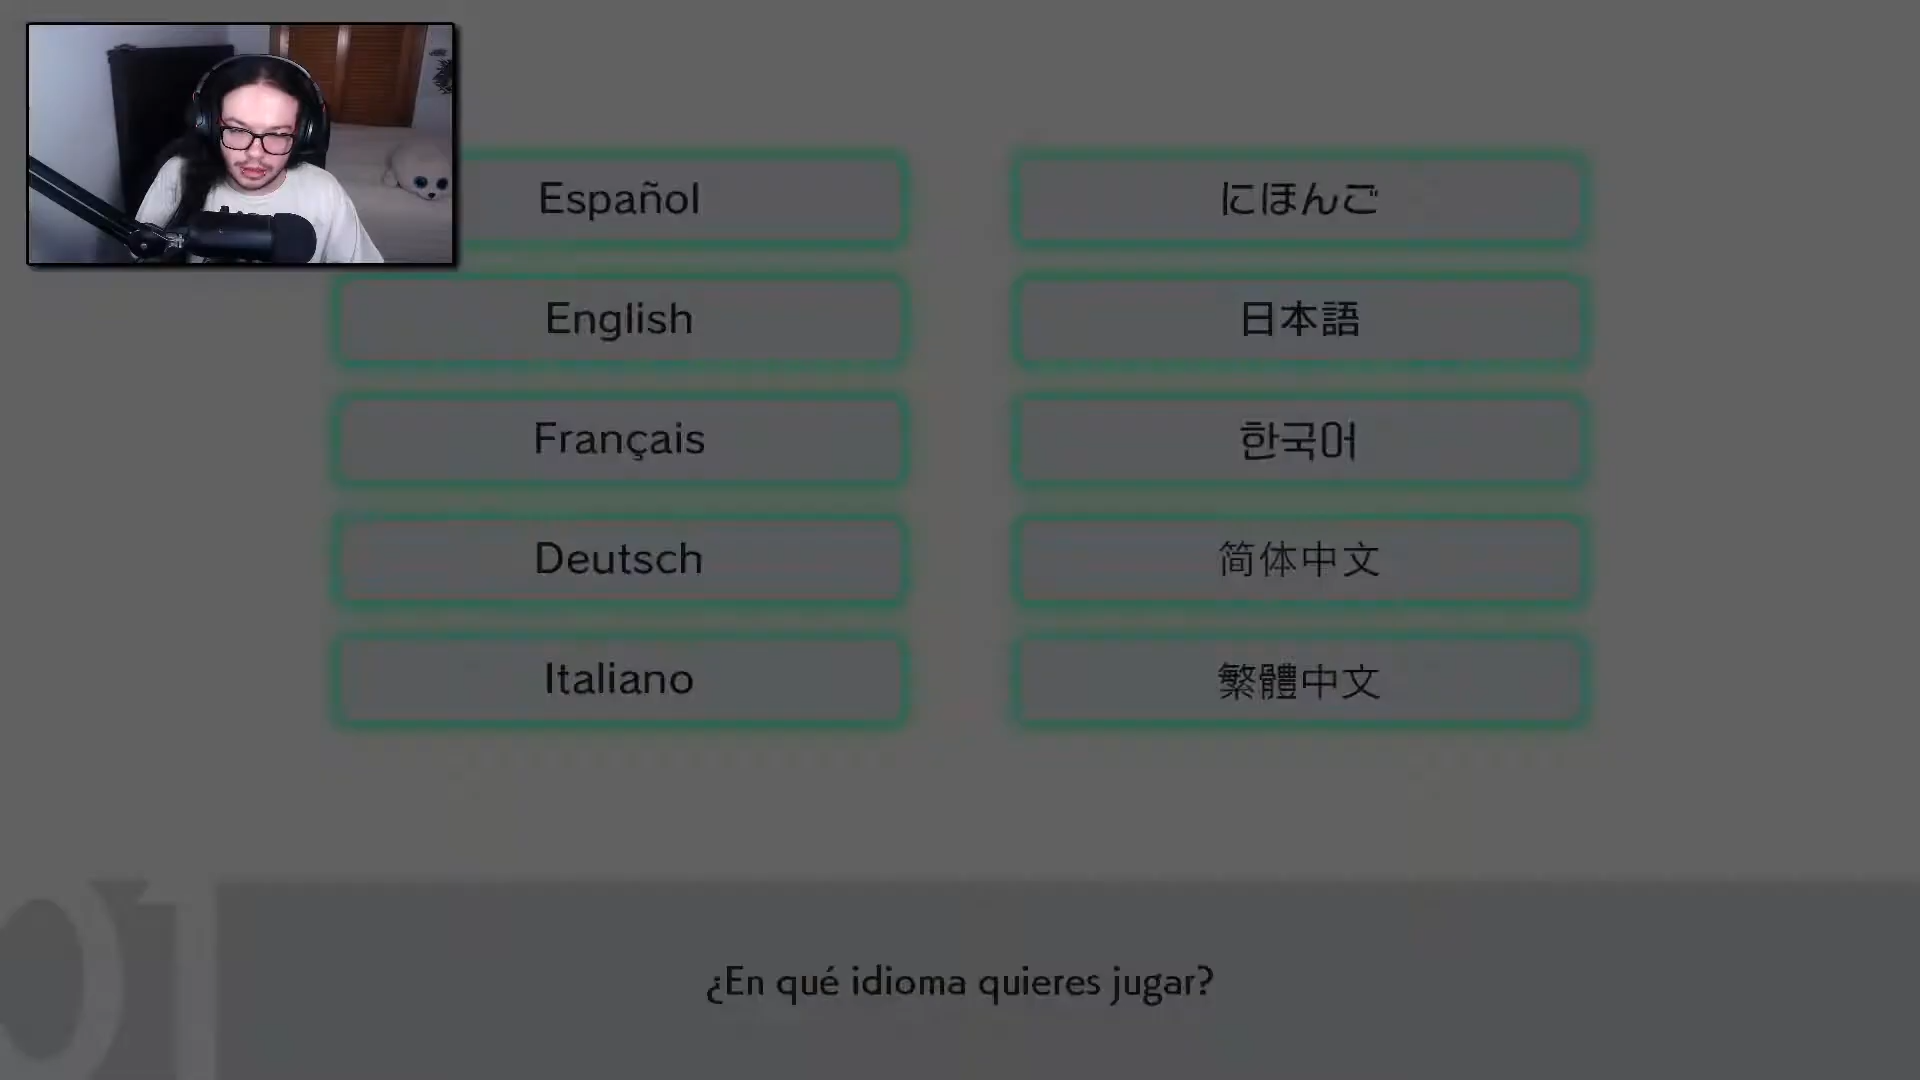 Español
English
Français
Deutsch
Italiano
にほんご
日本語
한국어
简体中文
繁體中文
01
¿En qué idioma quieres jugar?